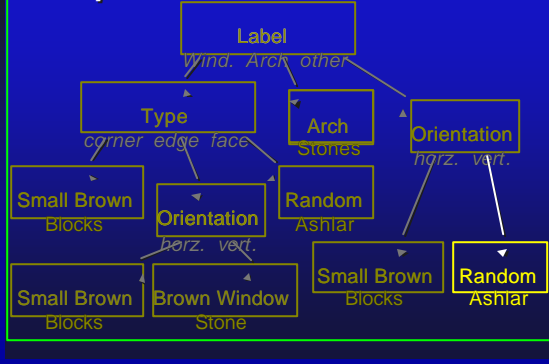 Label
Wind. Arch other
Type
corner edge face
Arch
Stones
Orientation
horz. vert.
Small Brown
Blocks
Orientation
horz. vert.
Random
Ashlar
Small Brown
Blocks
Random
Ashlar
Small Brown
Blocks
Brown Window
Stone